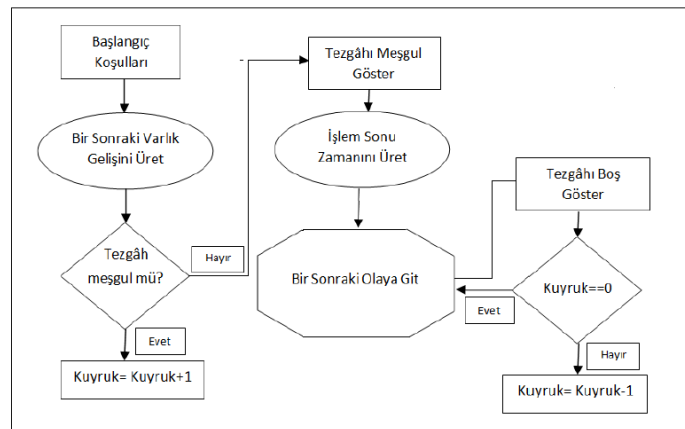 Başlangıç
Koşulları
Bir Sonraki Varlık
Gelişini Üret
Tezgâh
meşgul mü?
Hayır
Evet
Kuyruk= Kuyruk+1
Tezgâhı Meşgul
Göster
İşlem Sonu
Zamanını Üret
Bir Sonraki Olaya Git
Tezgâhı Boş
Göster
Kuyruk==0
Evet
Hayır
Kuyruk= Kuyruk-1